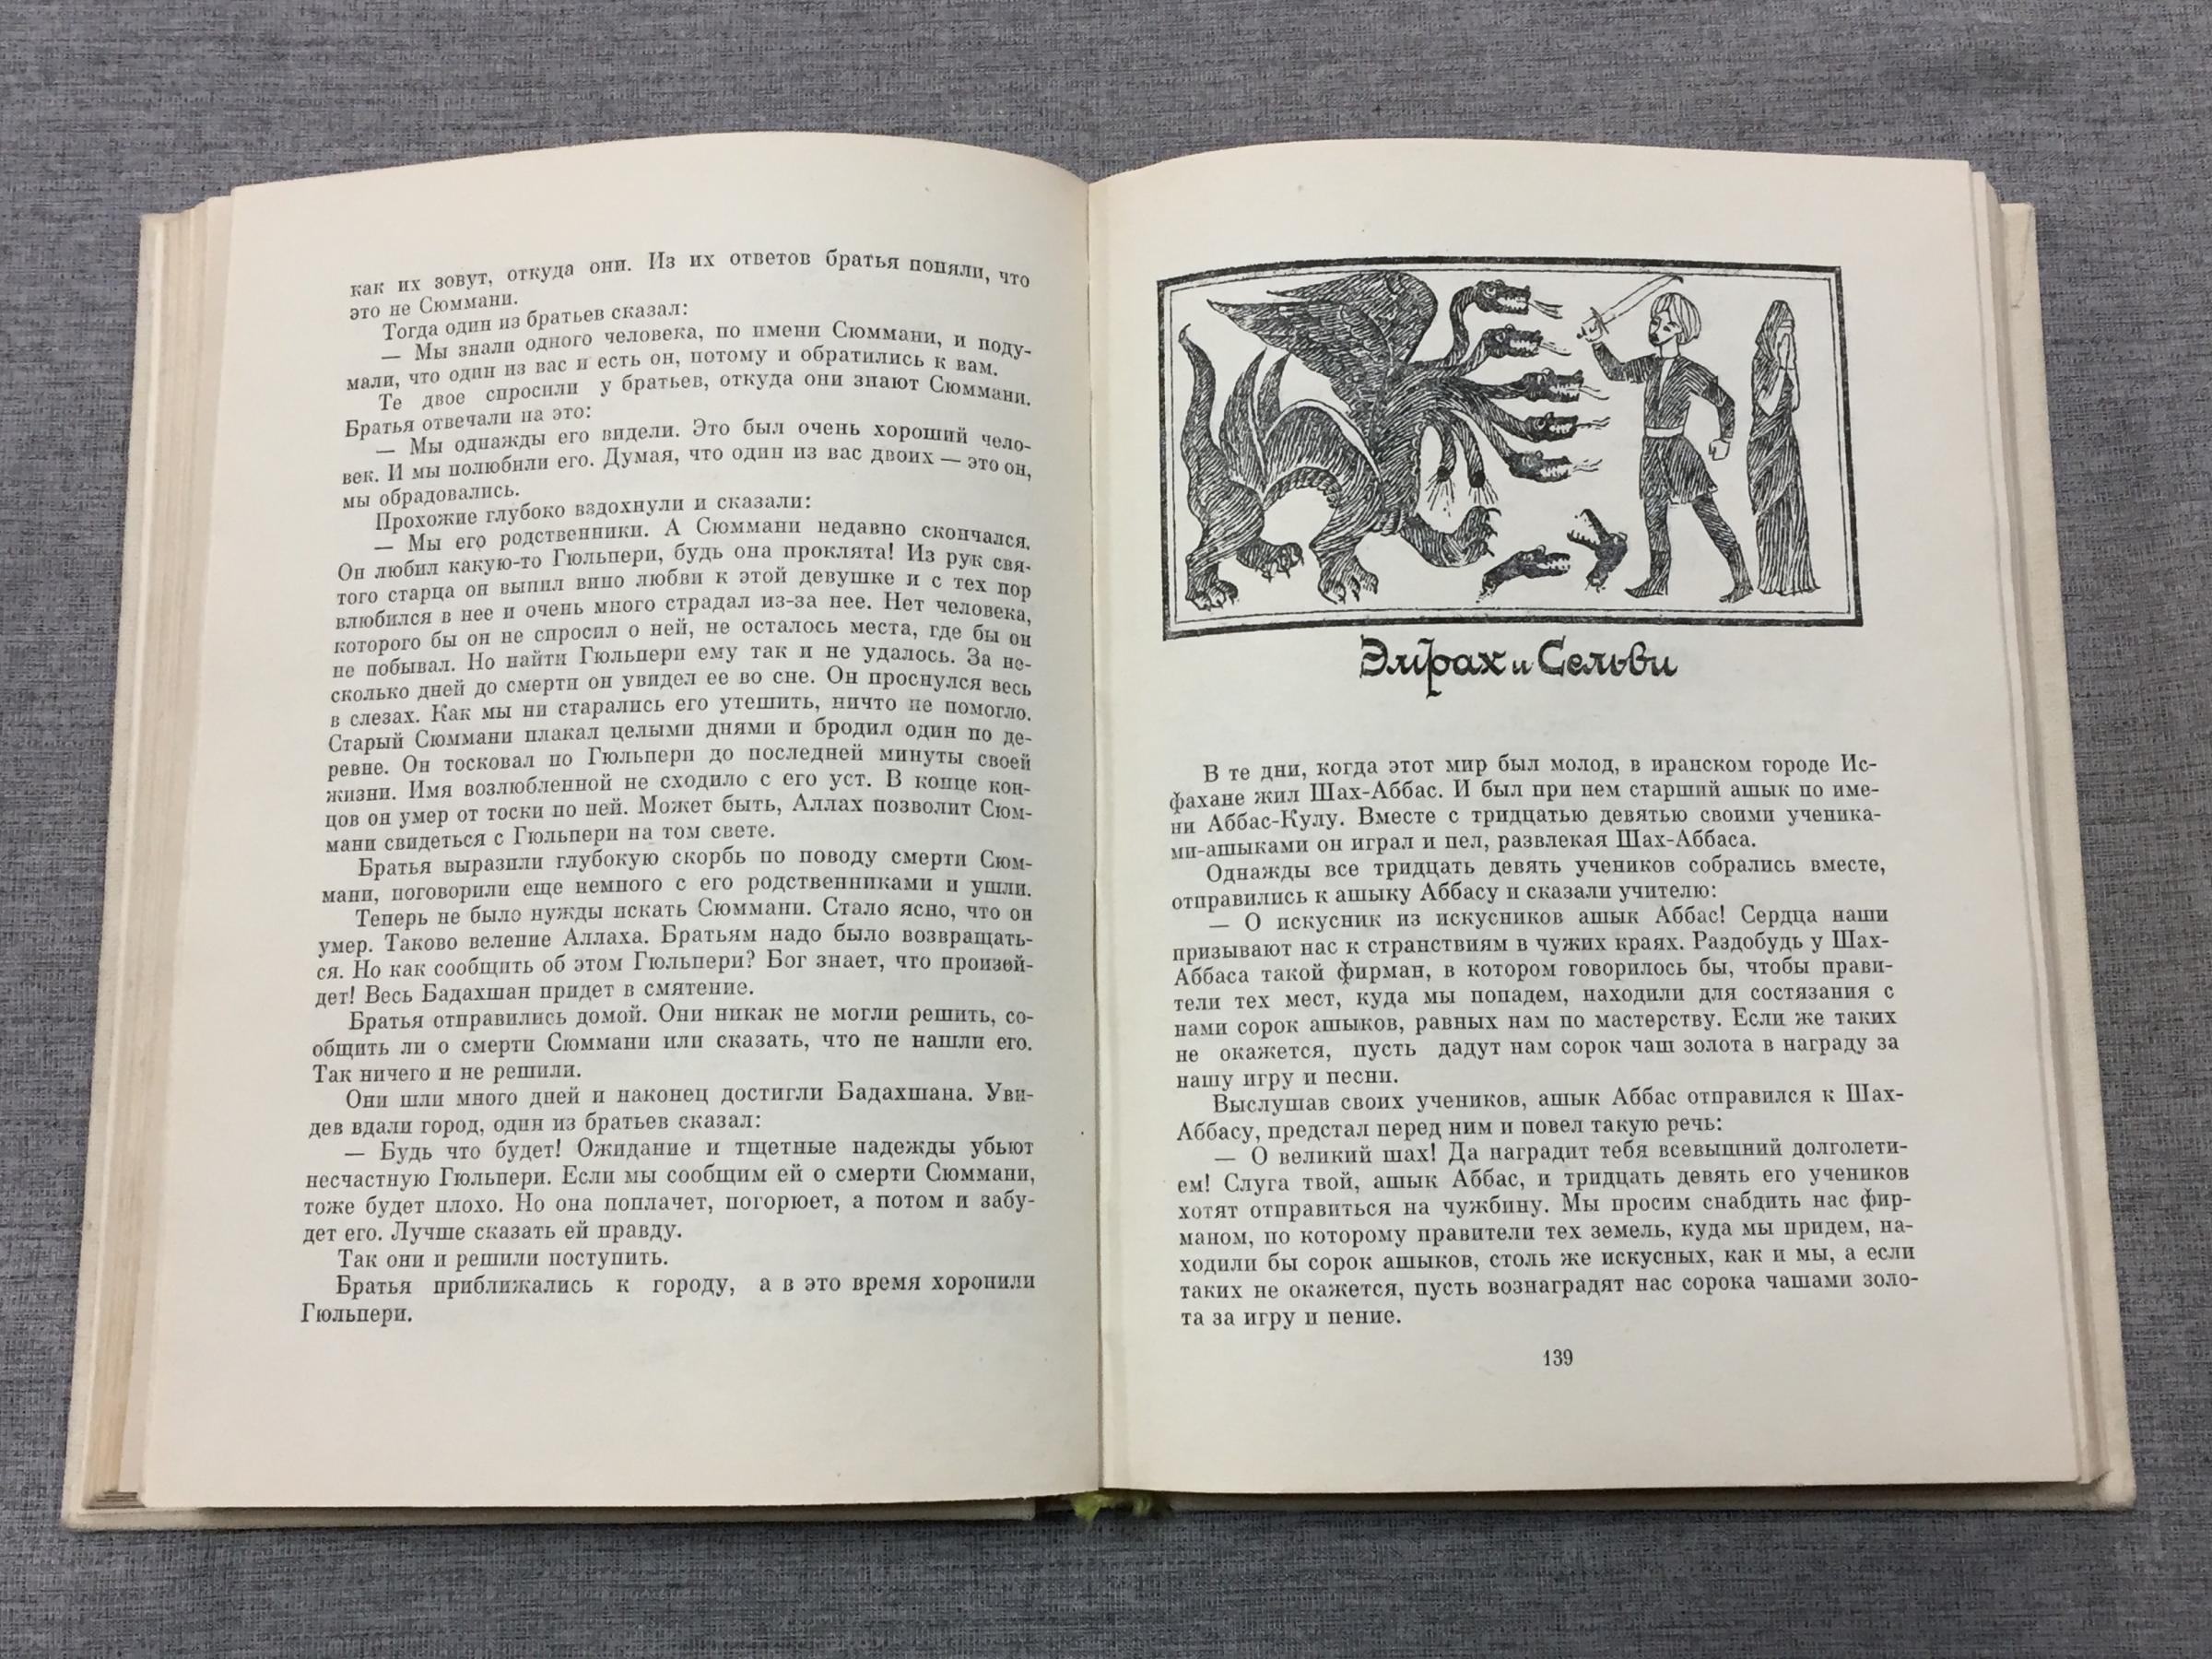 как их зовут, откуда они. Из их ответов братья поняли, что
это не Сюммани.
Тогда один из братьев сказал:
— Мы знали одного человека, по имени Сюммани, и поду-
мали, что один из вас и есть он, потому и обратились к вам.
Те двое спросили у братьев, откуда они знают Сюммани.
Братья отвечали на это:
— Мы однажды его видели. Это был очень хороший чело-
век. И мы полюбили его. Думая, что один из вас двоих — это он,
мы обрадовались.
Прохожие глубоко вздохнули и сказали:
— Мы его родственники. А Сюммани недавно скончался.
Он любил какую-то Гюльпери, будь она проклята! Из рук свя-
того старца он выпил вино любви к этой девушке и с тех пор
влюбился в нее и очень много страдал из-за нее. Нет человека,
которого бы он не спросил о ней, не осталось места, где бы он
не побывал. Но найти Гюльпери ему так и не удалось. За не-
сколько дней до смерти он увидел ее во сне. Он проснулся весь
в слезах. Как мы ни старались его утешить, ничто не помогло.
Старый Сюммани плакал целыми днями и бродил один по де-
ревне. Он тосковал по Гюльпери до последней минуты своей
жизни. Имя возлюбленной не сходило с его уст. В конце кон-
цов он умер от тоски по ней. Может быть, Аллах позволит Сюм-
мани свидеться с Гюльпери на том свете.
Братья выразили глубокую скорбь по поводу смерти Сюм-
мани, поговорили еще немного с его родственниками и ушли.
Теперь не было нужды искать Сюммани. Стало ясно, что он
умер. Таково веление Аллаха. Братьям надо было возвращать-
ся. Но как сообщить об этом Гюльпери? Бог знает, что произой-
дет! Весь Бадахшан придет в смятение.
Братья отправились домой. Они никак не могли решить, со-
общить ли о смерти Сюммани или сказать, что не нашли его.
Так ничего и не решили.
Они шли много дней и наконец достигли Бадахшана. Уви-
дев вдали город, один из братьев сказал:
— Будь что будет! Ожидание и тщетные надежды убьют
несчастную Гюльпери. Если мы сообщим ей о смерти Сюммани,
тоже будет плохо. Но она поплачет, погорюет, а потом и забу-
дет его. Лучше сказать ей правду.
Так они и решили поступить.
Братья приближались к городу, а в это время хоронили
Гюльпери.
Эмрах и Сельви
В те дни, когда этот мир был молод, в иранском городе Ис-
фахане жил Шах-Аббас. И был при нем старший ашык по име-
ни Аббас-Кулу. Вместе с тридцатью девятью своими ученика-
ми-ашыками он играл и пел, развлекая Шах-Аббаса.
Однажды все тридцать девять учеников собрались вместе,
отправились к ашыку Аббасу и сказали учителю:
— О искусник из искусников ашык Аббас! Сердца наши
призывают нас к странствиям в чужих краях. Раздобудь у Шах-
Аббаса такой фирман, в котором говорилось бы, чтобы прави-
тели тех мест, куда мы попадем, находили для состязания с
нами сорок ашыков, равных нам по мастерству. Если же таких
не окажется, пусть дадут нам сорок чаш золота в награду за
нашу игру и песни.
Выслушав своих учеников, ашык Аббас отправился к Шах-
Аббасу, предстал перед ним и повел такую речь:
— О великий шах! Да наградит тебя всевышний долголети-
ем! Слуга твой, ашык Аббас, и тридцать девять его учеников
хотят отправиться на чужбину. Мы просим снабдить нас фир-
маном, по которому правители тех земель, куда мы придем, на-
ходили бы сорок ашыков, столь же искусных, как и мы, а если
таких не окажется, пусть вознаградят нас сорока чашами золо-
та за игру и пение.
139